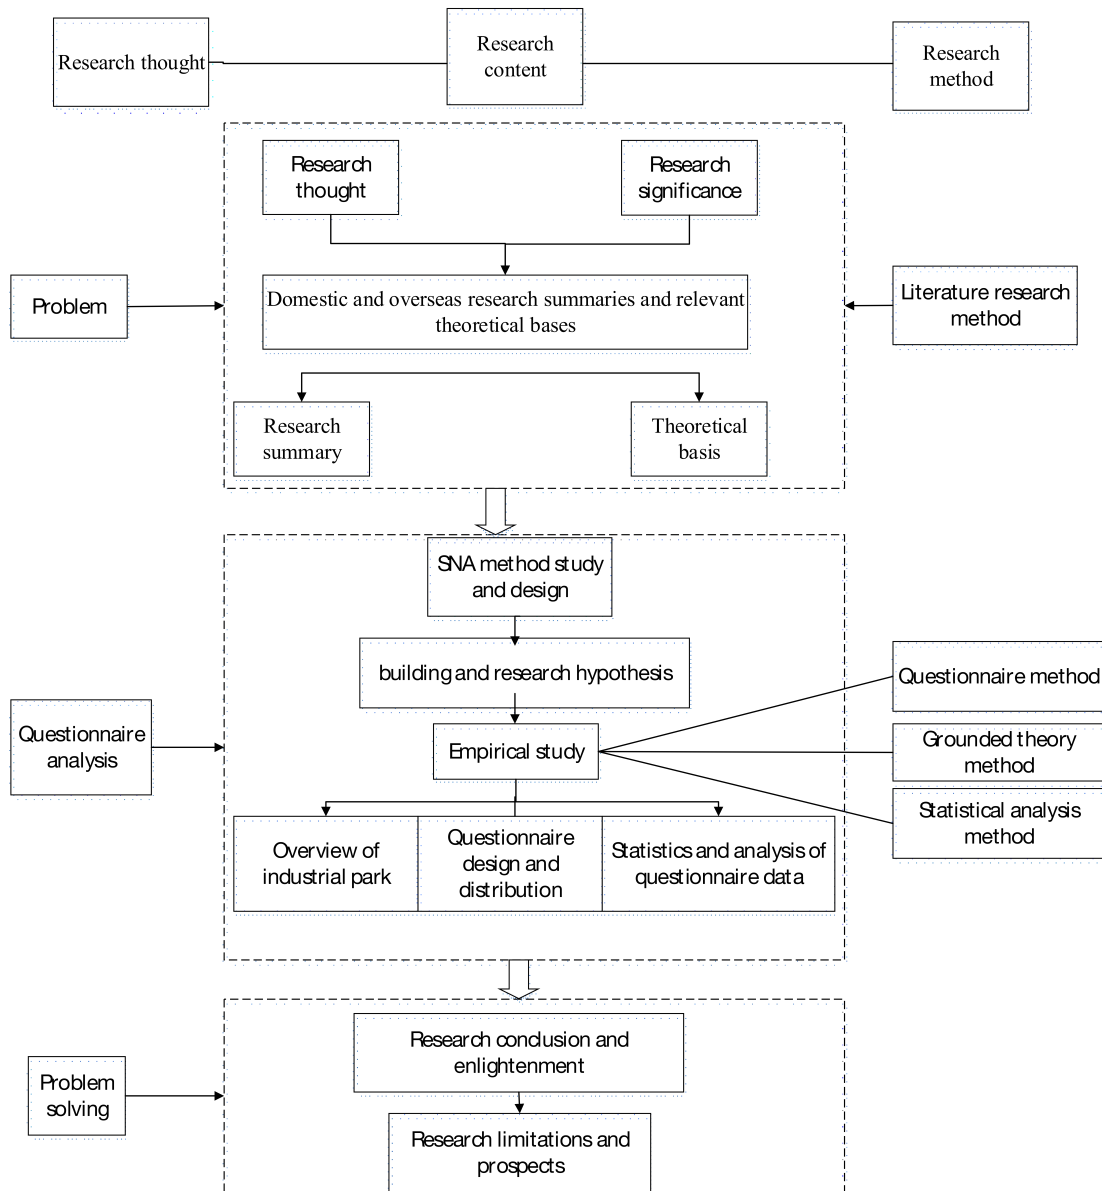 Research thought
Research
content
Research
method
Research
thought
Research
significance
Problem
Domestic and overseas research summaries and relevant
theoretical bases
Literature research
method
Research
summary
Theoretical
basis
SNA method study
and design
building and research hypothesis
Questionnaire method
Questionnaire
analysis
Empirical study
Grounded theory
method
Statistical analysis
method
Overview of
industrial park
Questionnaire
design and
distribution
Statistics and analysis of
questionnaire data
Research conclusion and
enlightenment
Problem
solving
Research limitations and
prospects